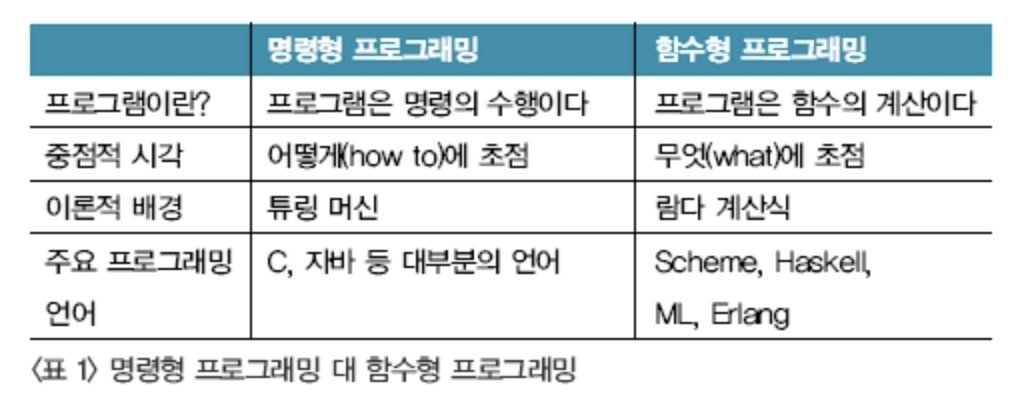 명령형 프로그래밍 함수형 프로그래밍
프로그램이란? 프로그램은 명령의 수행이다 프로그램은 함수의 계산이다
중점적 시각 어떻게(how to)에 초점 무엇(what)에 초점
이론적 배경 튜링 머신 람다 계산식
주요 프로그래밍 C, 자바 등 대부분의 언어 Scheme, Haskell,
언어 ML, Erlang
〈표 1〉 명령형 프로그래밍 대 함수형 프로그래밍